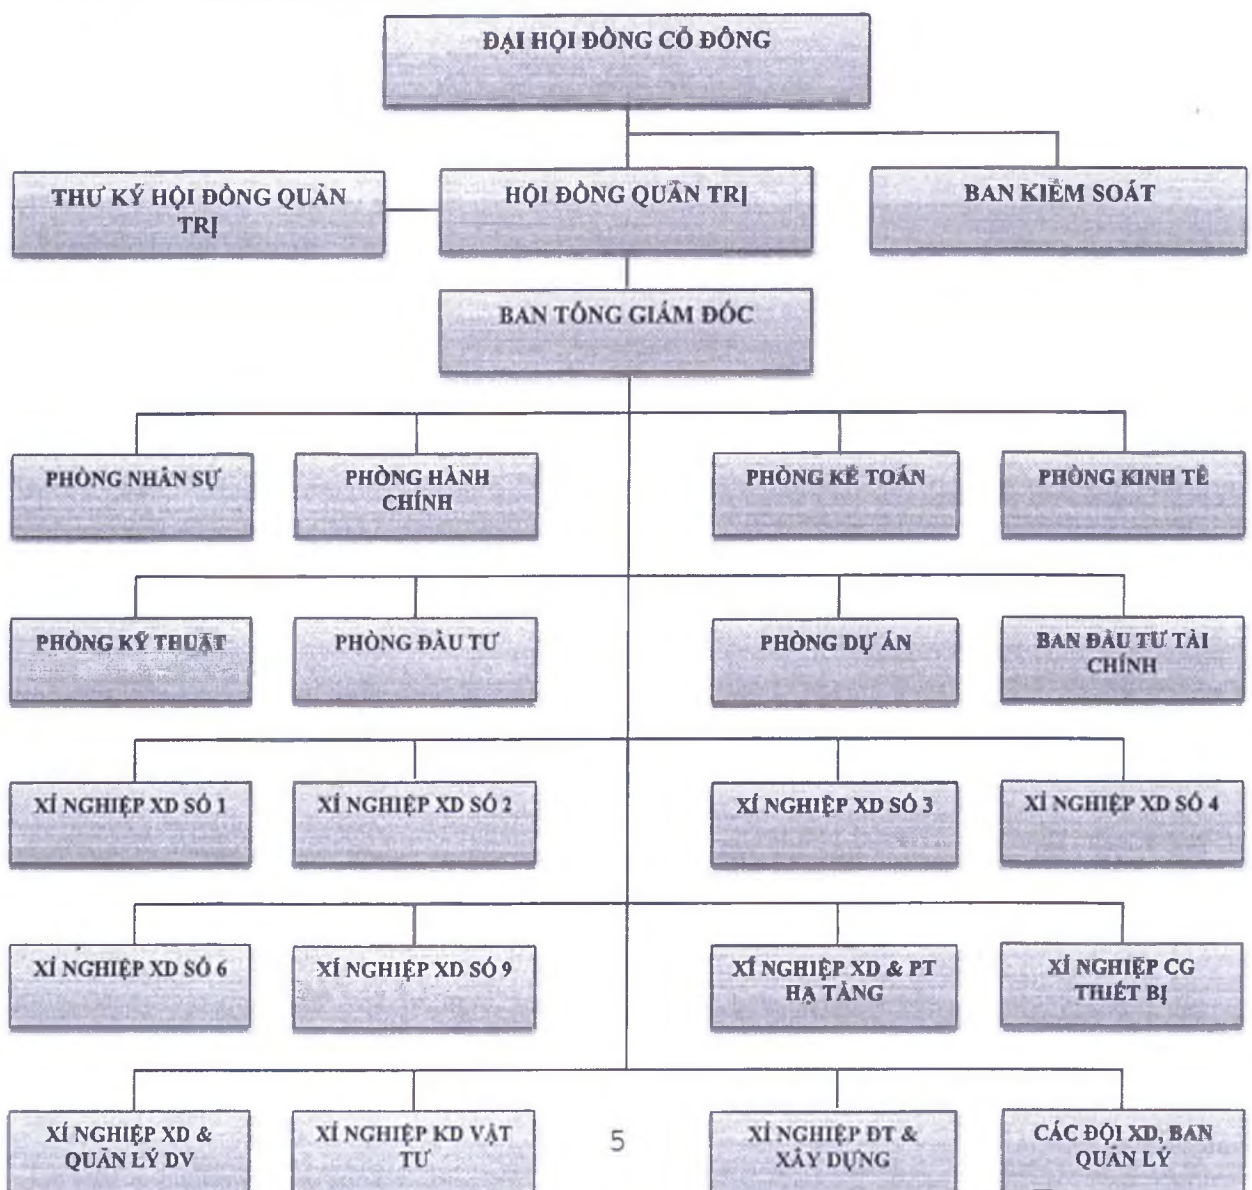 ĐẠI HỘI ĐỒNG CỔ ĐÔNG
THƯ KÝ HỘI ĐỒNG QUẢN
TRỊ
HỘI ĐỒNG QUẢN TRỊ
BAN KIỂM SOÁT
BAN TỔNG GIÁM ĐỐC
PHÒNG NHÂN SỰ
PHÒNG HÀNH
CHÍNH
PHÒNG KẾ TOÁN
PHÒNG KINH TẾ
PHÒNG KỸ THUẬT
PHÒNG ĐẦU TƯ
PHÒNG DỰ ÁN
BAN ĐẦU TƯ TÀI
CHÍNH
XÍ NGHIỆP XD SỐ 1
XÍ NGHIỆP XD SỐ 2
XÍ NGHIỆP XD SỐ 3
XÍ NGHIỆP XD SỐ 4
XÍ NGHIỆP XD SỐ 6
XÍ NGHIỆP XD SỐ 9
XÍ NGHIỆP XD & PT
HẠ TẦNG
XÍ NGHIỆP CG
THIẾT BỊ
XÍ NGHIỆP XD &
QUẢN LÝ DV
XÍ NGHIỆP KD VẬT
TƯ
5
XÍ NGHIỆP ĐT &
XÂY DỰNG
CÁC ĐỘI XD, BAN
QUẢN LÝ